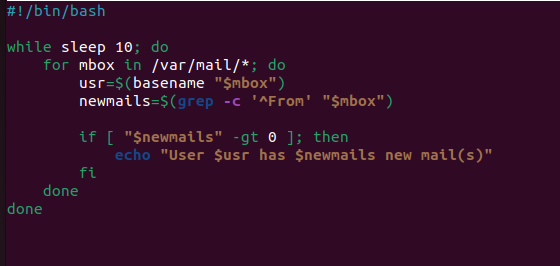 #!/bin/bash

while sleep 10; do
    for mbox in /var/mail/*; do
        usr=$(basename "$mbox")
        newmails=$(grep -c '^From' "$mbox")

        if [ "$newmails" -gt 0 ]; then
            echo "User $usr has $newmails new mail(s)"
        fi
    done
done